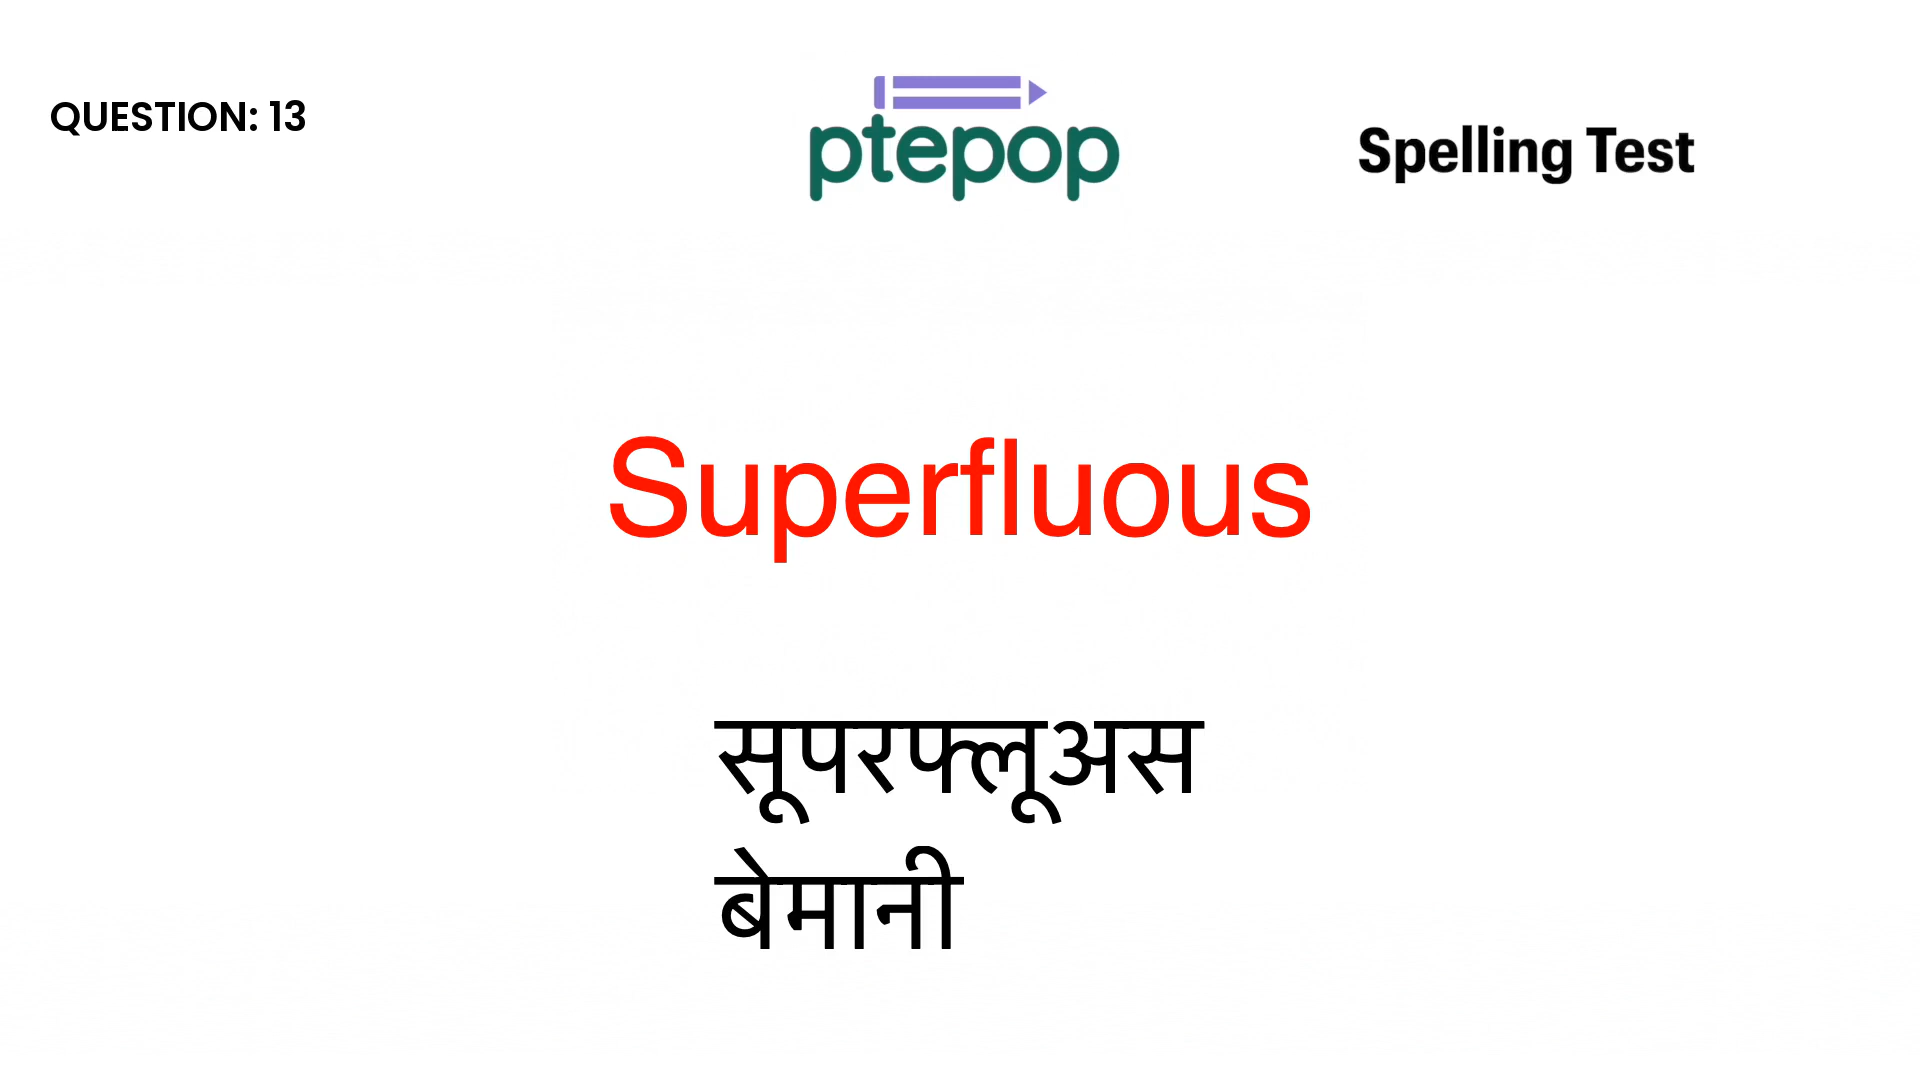 QUESTION: 13
ptepop
Spelling Test
Superfluous
सूपरफ्लूअस
बेमानी